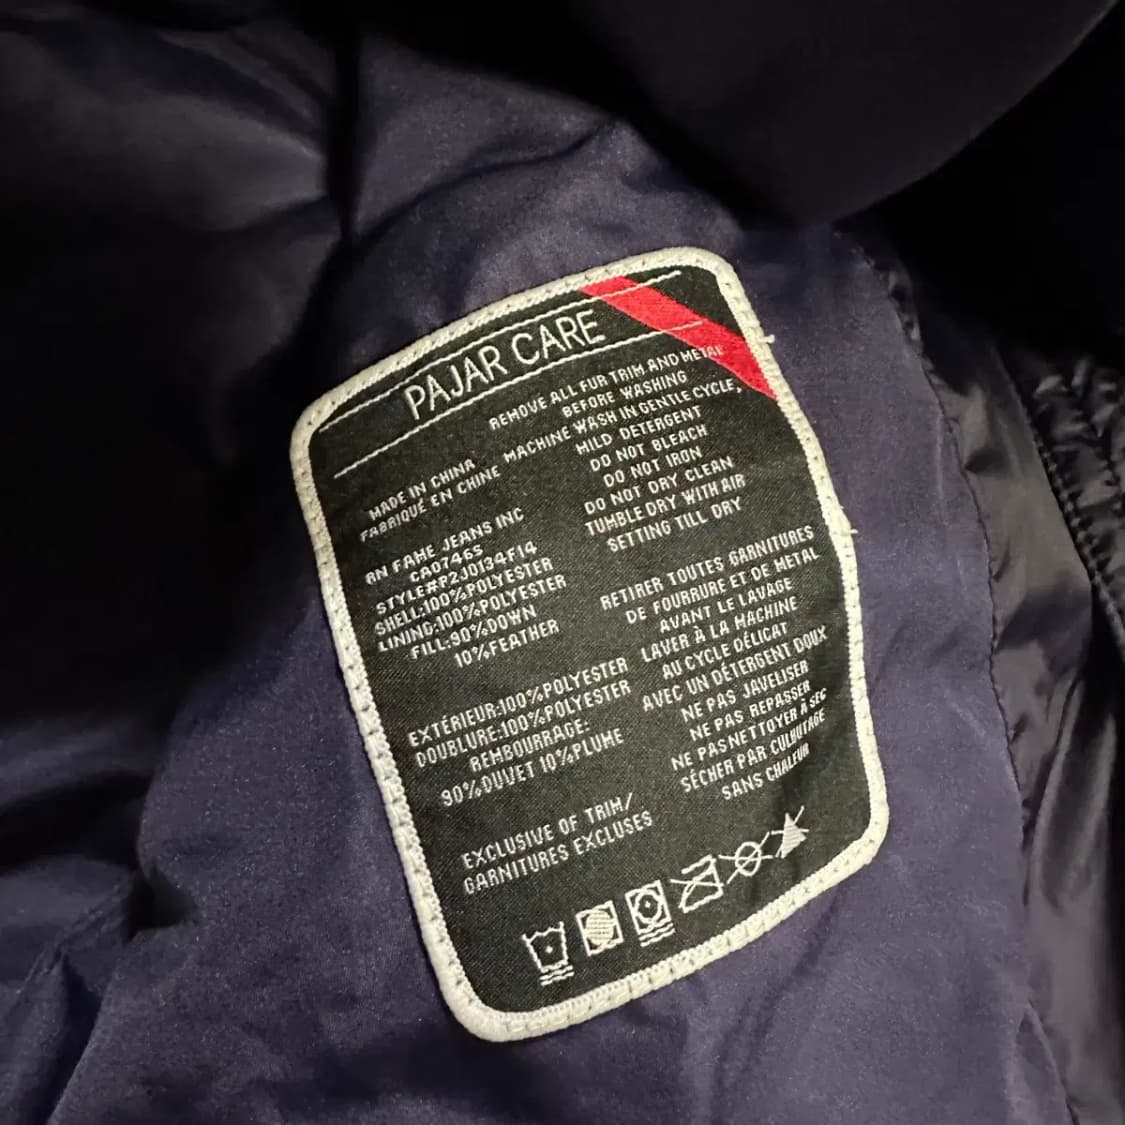 PAJAR CARE
MADE IN CHINA
FABRIQUÉ EN CHINE
RN FAME JEANS INC
CA07465
STYLE#P2J0134F14
SHELL:100%POLYESTER
LINING:100%POLYESTER
FILL:90%DOWN
10%FEATHER
EXTÉRIEUR:100%POLYESTER
DOUBLURE:100%POLYESTER
REMBOURRAGE:
90%DUVET 10%PLUME
EXCLUSIVE OF TRIM/
GARNITURES EXCLUSES
REMOVE ALL FUR TRIM AND METAL
BEFORE WASHING
MACHINE WASH IN GENTLE CYCLE,
MILD DETERGENT
DO NOT BLEACH
DO NOT IRON
DO NOT DRY CLEAN
TUMBLE DRY WITH AIR
SETTING TILL DRY
RETIRER TOUTES GARNITURES
DE FOURRURE ET DE METAL
AVANT LE LAVAGE
LAVER À LA MACHINE
AU CYCLE DÉLICAT
AVEC UN DÉTERGENT DOUX
NE PAS JAVELISER
NE PAS REPASSER
NE PAS NETTOYER À SEC
SÉCHER PAR CULBUTAGE
SANS CHALEUR